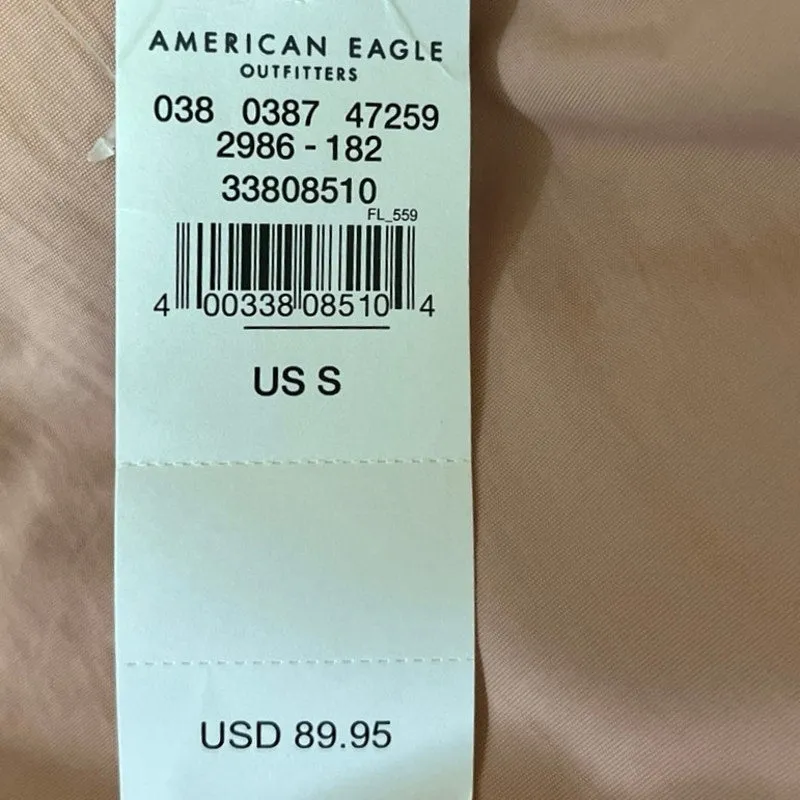 AMERICAN EAGLE
OUTFITTERS
038 0387 47259
2986 - 182
33808510
FL_559
4 00338 08510 4
US S
USD 89.95